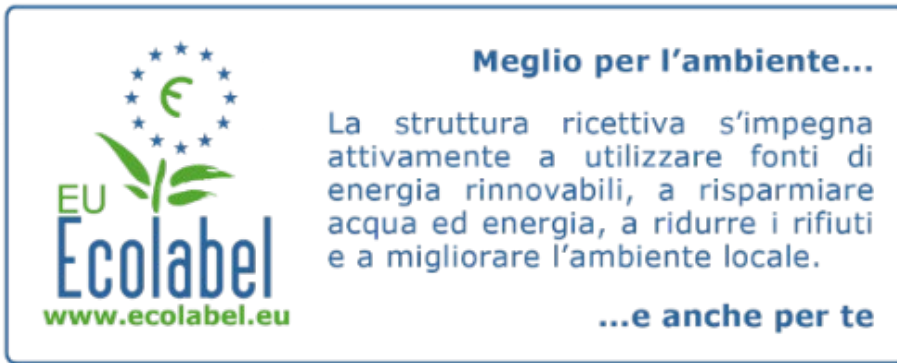 EU
Ecolabel
www.ecolabel.eu
Meglio per l'ambiente...
La struttura ricettiva s'impegna
attivamente a utilizzare fonti di
energia rinnovabili, a risparmiare
acqua ed energia, a ridurre i rifiuti
e a migliorare l'ambiente locale.
...e anche per te